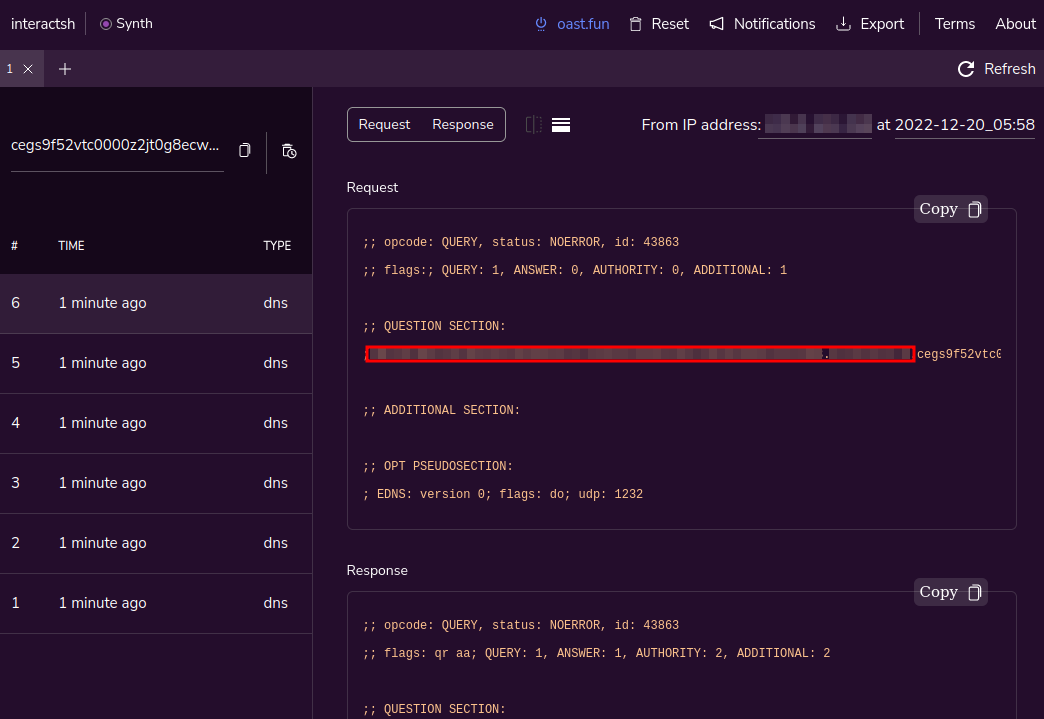 interactsh Synth oast.fun Reset Notifications Export Terms About
1 Refresh
Request Response From IP address: at 2022-12-20_05:58
cegs9f52vtc0000z2jt0g8ecw...
# TIME TYPE
6 1 minute ago dns
5 1 minute ago dns
4 1 minute ago dns
3 1 minute ago dns
2 1 minute ago dns
1 1 minute ago dns
Request
Copy
;; opcode: QUERY, status: NOERROR, id: 43863
;; flags:; QUERY: 1, ANSWER: 0, AUTHORITY: 0, ADDITIONAL: 1
;; QUESTION SECTION:
cegs9f52vtc0
;; ADDITIONAL SECTION:
;; OPT PSEUDOSECTION:
; EDNS: version 0; flags: do; udp: 1232
Response
Copy
;; opcode: QUERY, status: NOERROR, id: 43863
;; flags: qr aa; QUERY: 1, ANSWER: 1, AUTHORITY: 2, ADDITIONAL: 2
;; QUESTION SECTION: